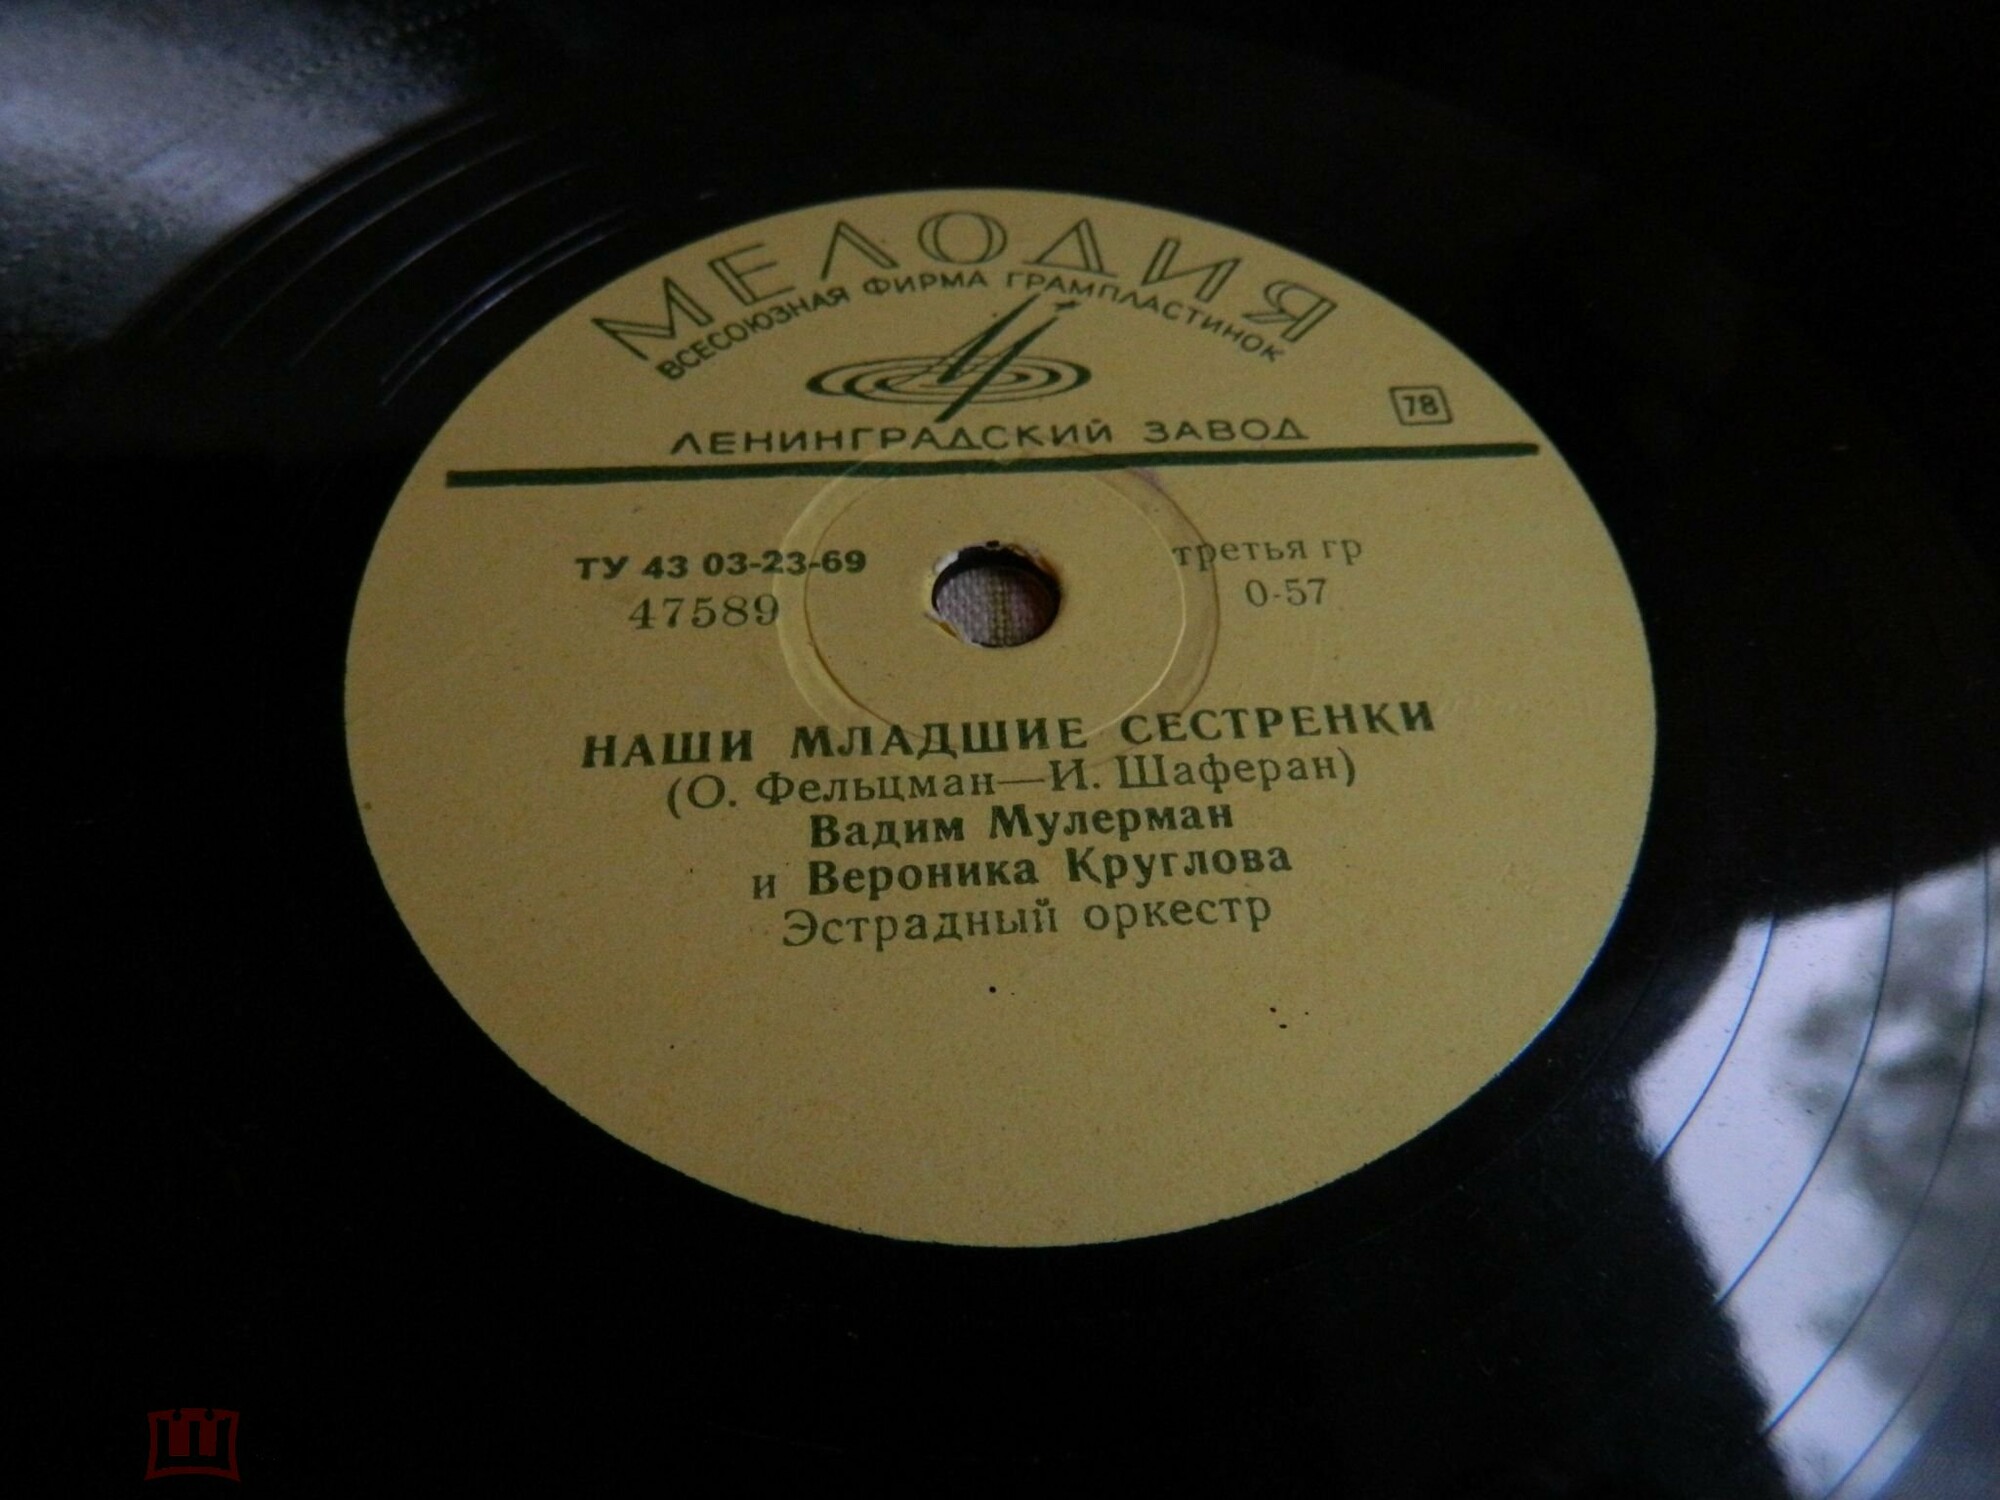 МЕЛОДИЯ
ВСЕСОЮЗНАЯ ФИРМА ГРАМПЛАСТИНОК
ЛЕНИНГРАДСКИЙ ЗАВОД
78
ТУ 43 03-23-69
47589
третья гр
0-57
НАШИ МЛАДШИЕ СЕСТРЕНКИ
(О. Фельцман—И. Шаферан)
Вадим Мулерман
и Вероника Круглова
Эстрадный оркестр